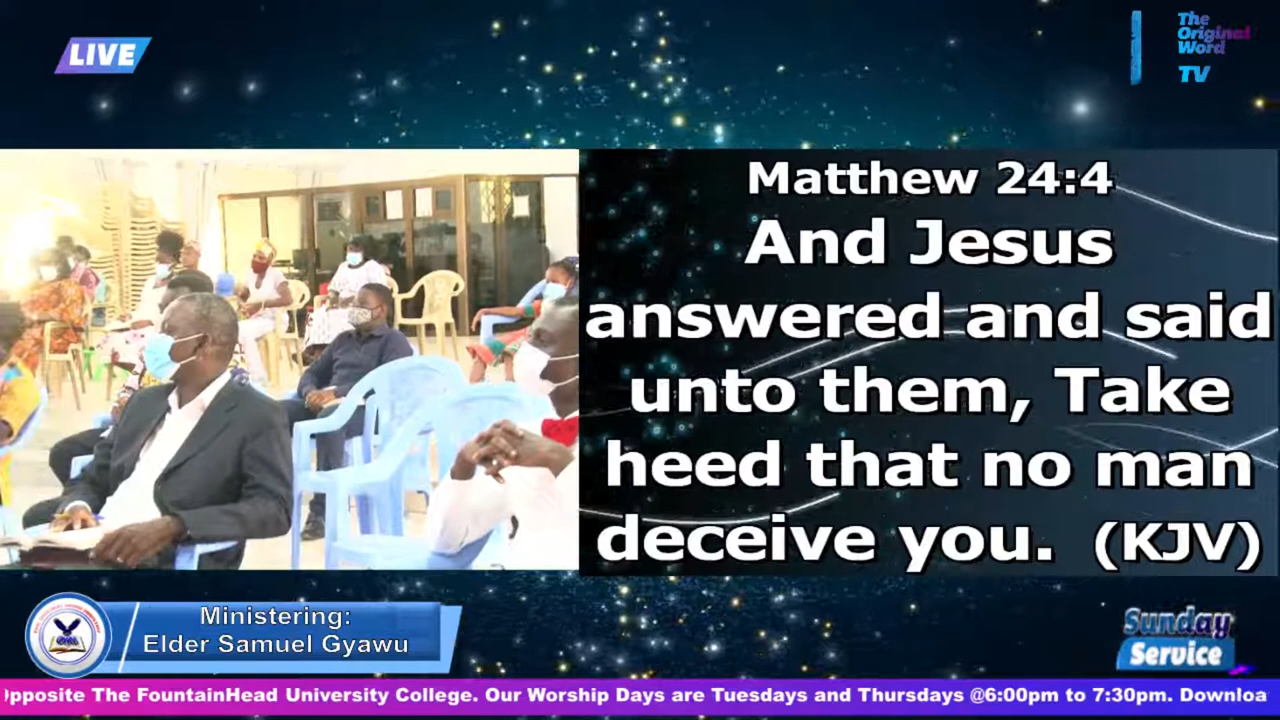 LIVE
The
Original
Word
TV
Matthew 24:4
And Jesus
answered and said
unto them, Take
heed that no man
deceive you. (KJV)
Ministering:
Elder Samuel Gyawu
Sunday
Service
opposite The FountainHead University College. Our Worship Days are Tuesdays and Thursdays @6:00pm to 7:30pm. Downloa